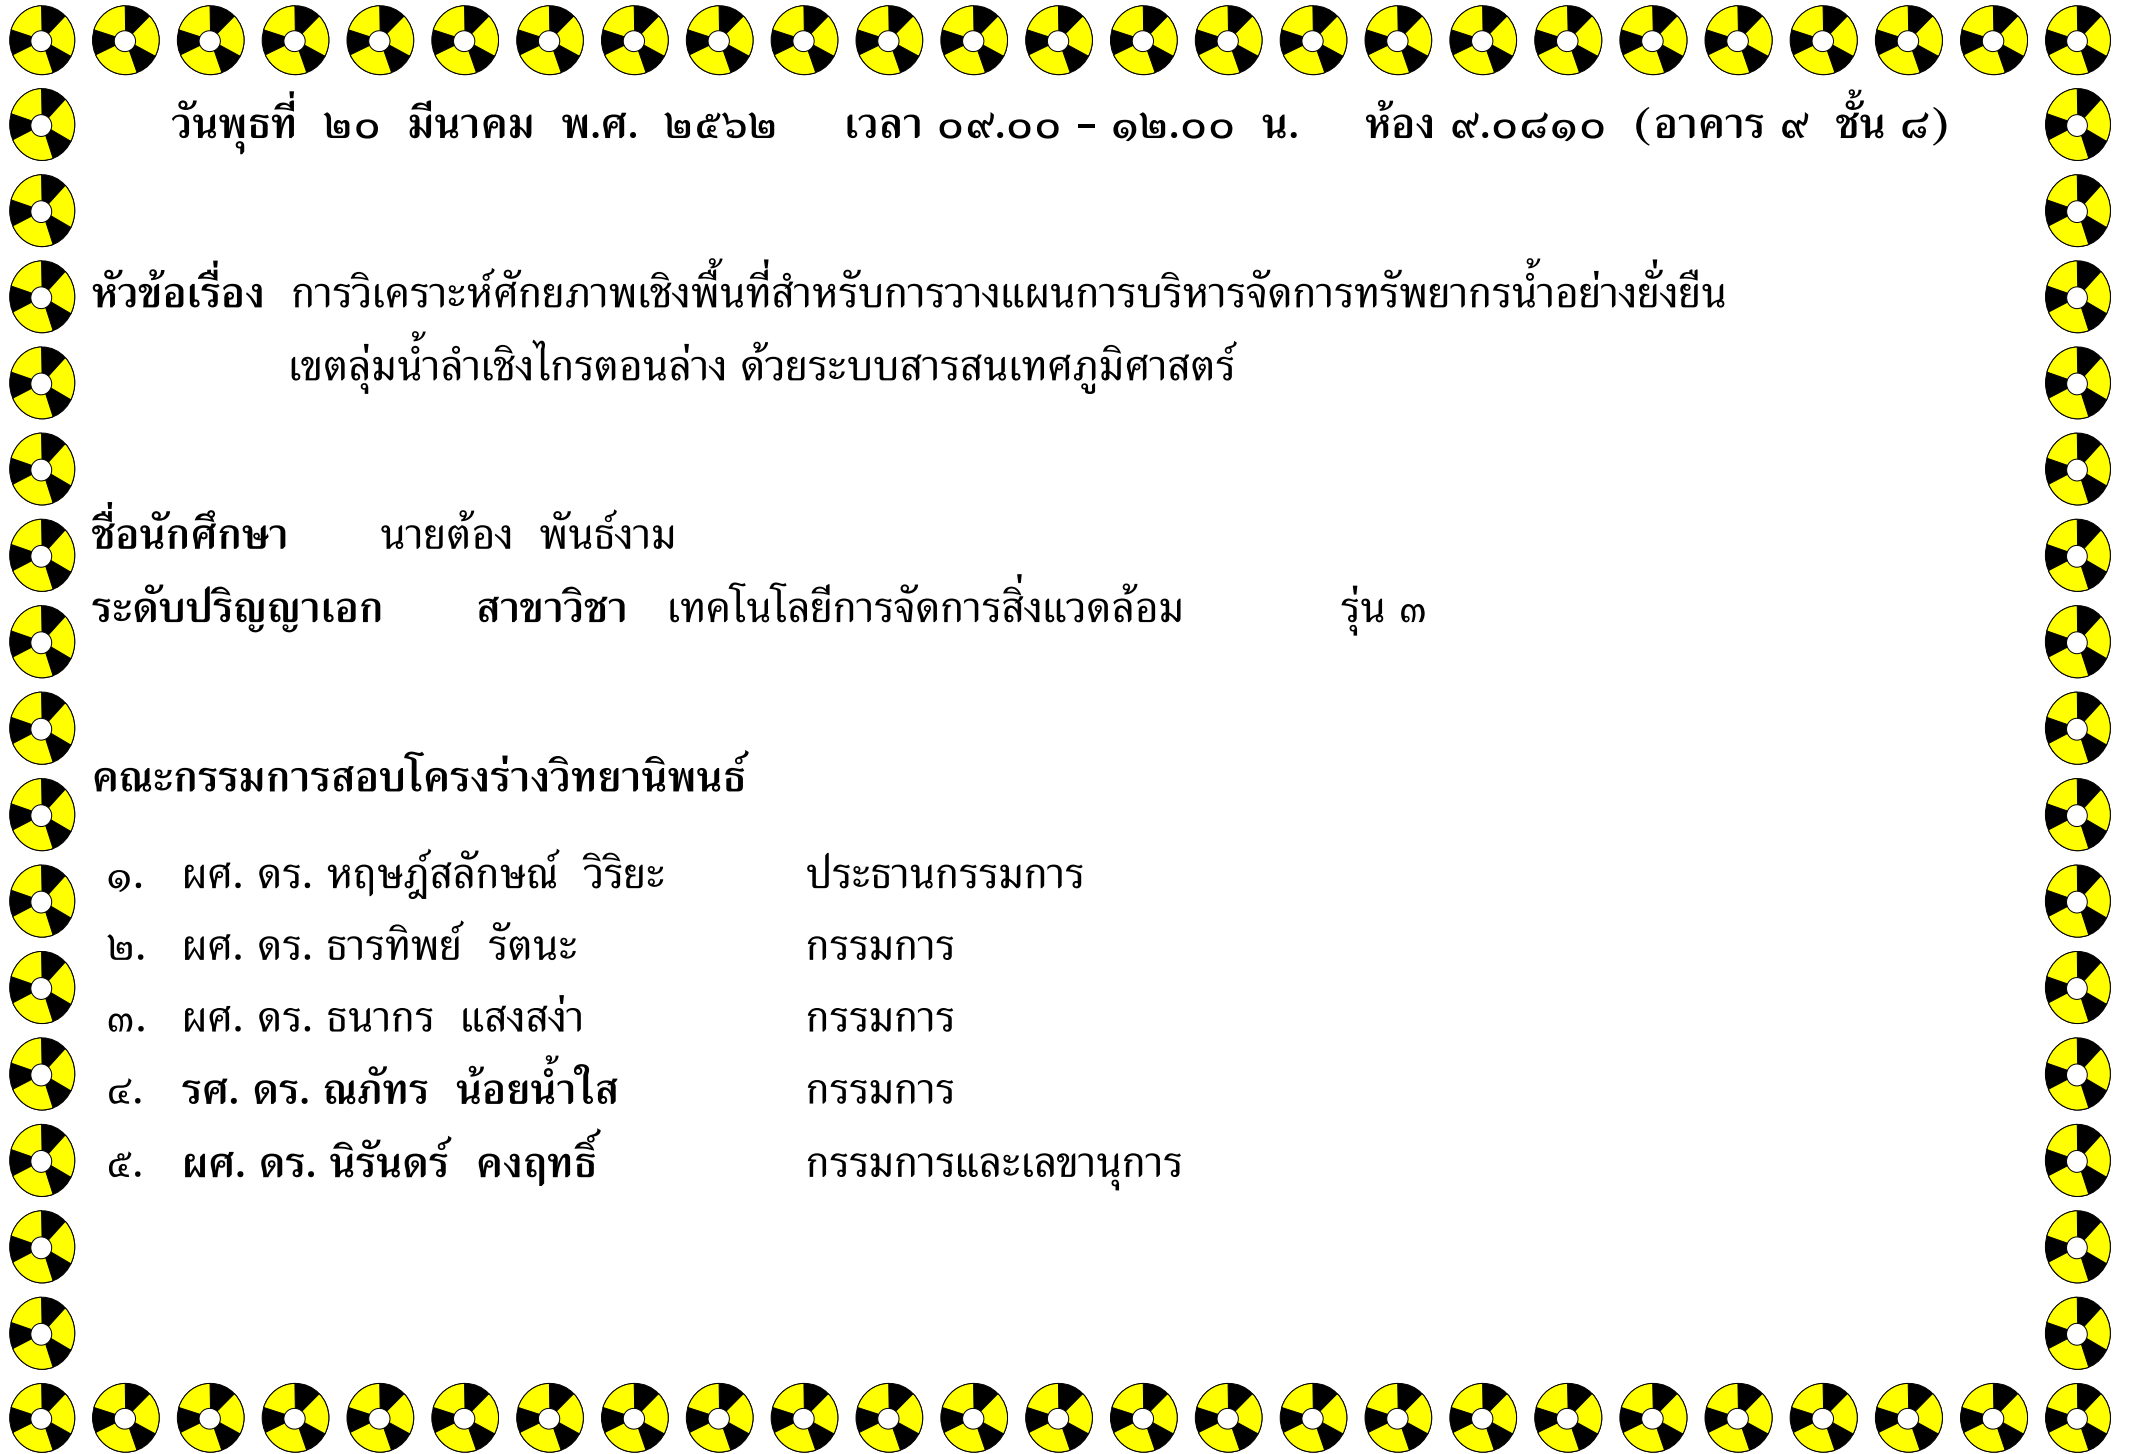 วันพุธที่ ๒๐ มีนาคม พ.ศ. ๒๕๖๒ เวลา ๐๙.๐๐ - ๑๒.๐๐ น. ห้อง ๙.๐๘๑๐ (อาคาร ๙ ชั้น ๘)
หัวข้อเรื่อง การวิเคราะห์ศักยภาพเชิงพื้นที่สำหรับการวางแผนการบริหารจัดการทรัพยากรน้ำอย่างยั่งยืน
เขตลุ่มน้ำลำเชิงไกรตอนล่าง ด้วยระบบสารสนเทศภูมิศาสตร์
ชื่อนักศึกษา นายต้อง พันธ์งาม
ระดับปริญญาเอก สาขาวิชา เทคโนโลยีการจัดการสิ่งแวดล้อม รุ่น ๓
คณะกรรมการสอบโครงร่างวิทยานิพนธ์
๑. ผศ. ดร. หฤษฎ์สลักษณ์ วิริยะ ประธานกรรมการ
๒. ผศ. ดร. ธารทิพย์ รัตนะ กรรมการ
๓. ผศ. ดร. ธนากร แสงสง่า กรรมการ
๔. รศ. ดร. ณภัทร น้อยน้ำใส กรรมการ
๕. ผศ. ดร. นิรันดร์ คงฤทธิ์ กรรมการและเลขานุการ